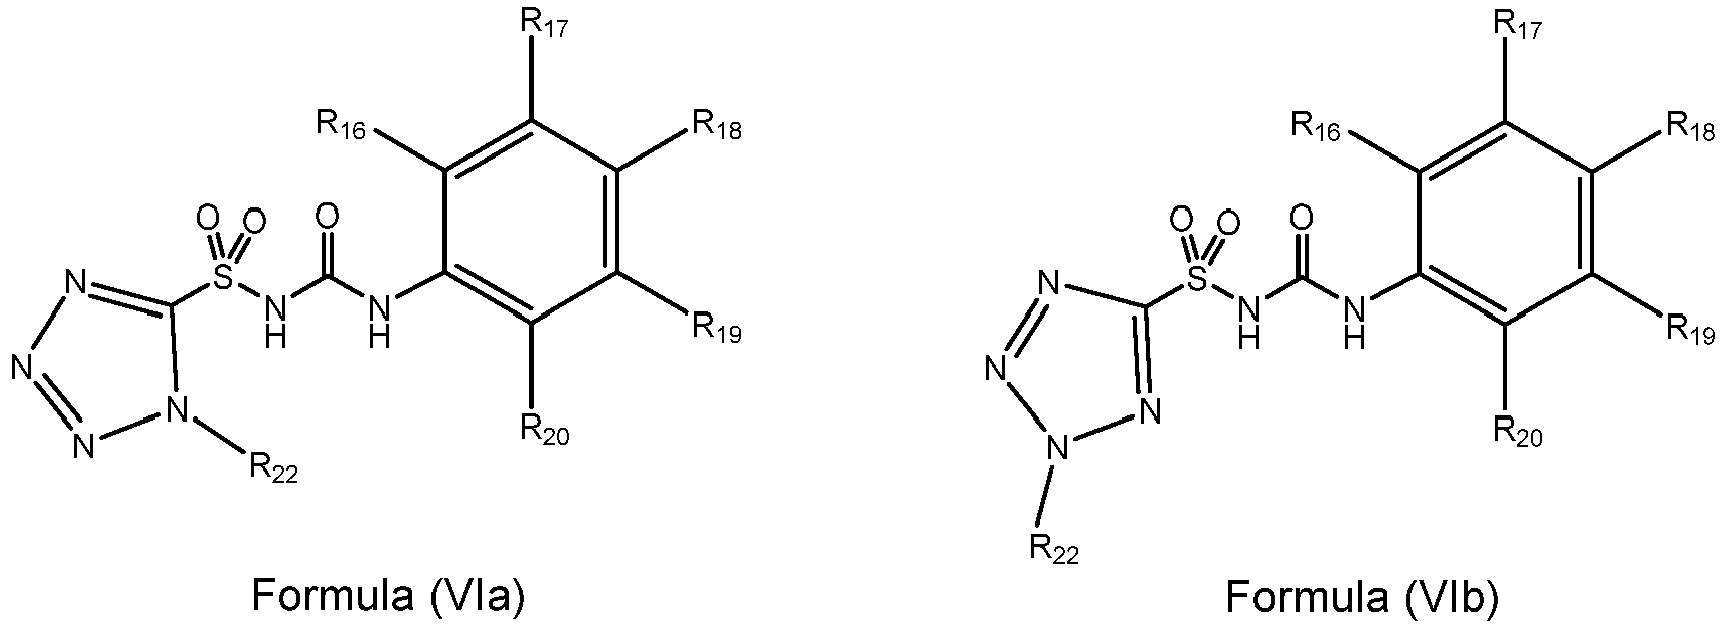 R17 R17
R16 R18 R16 R18
O O O O O O
S S
N N N N N N
H H H H
R19 R19
N N
N N N N
R20 R20
R22
R22
Formula (VIa) Formula (VIb)